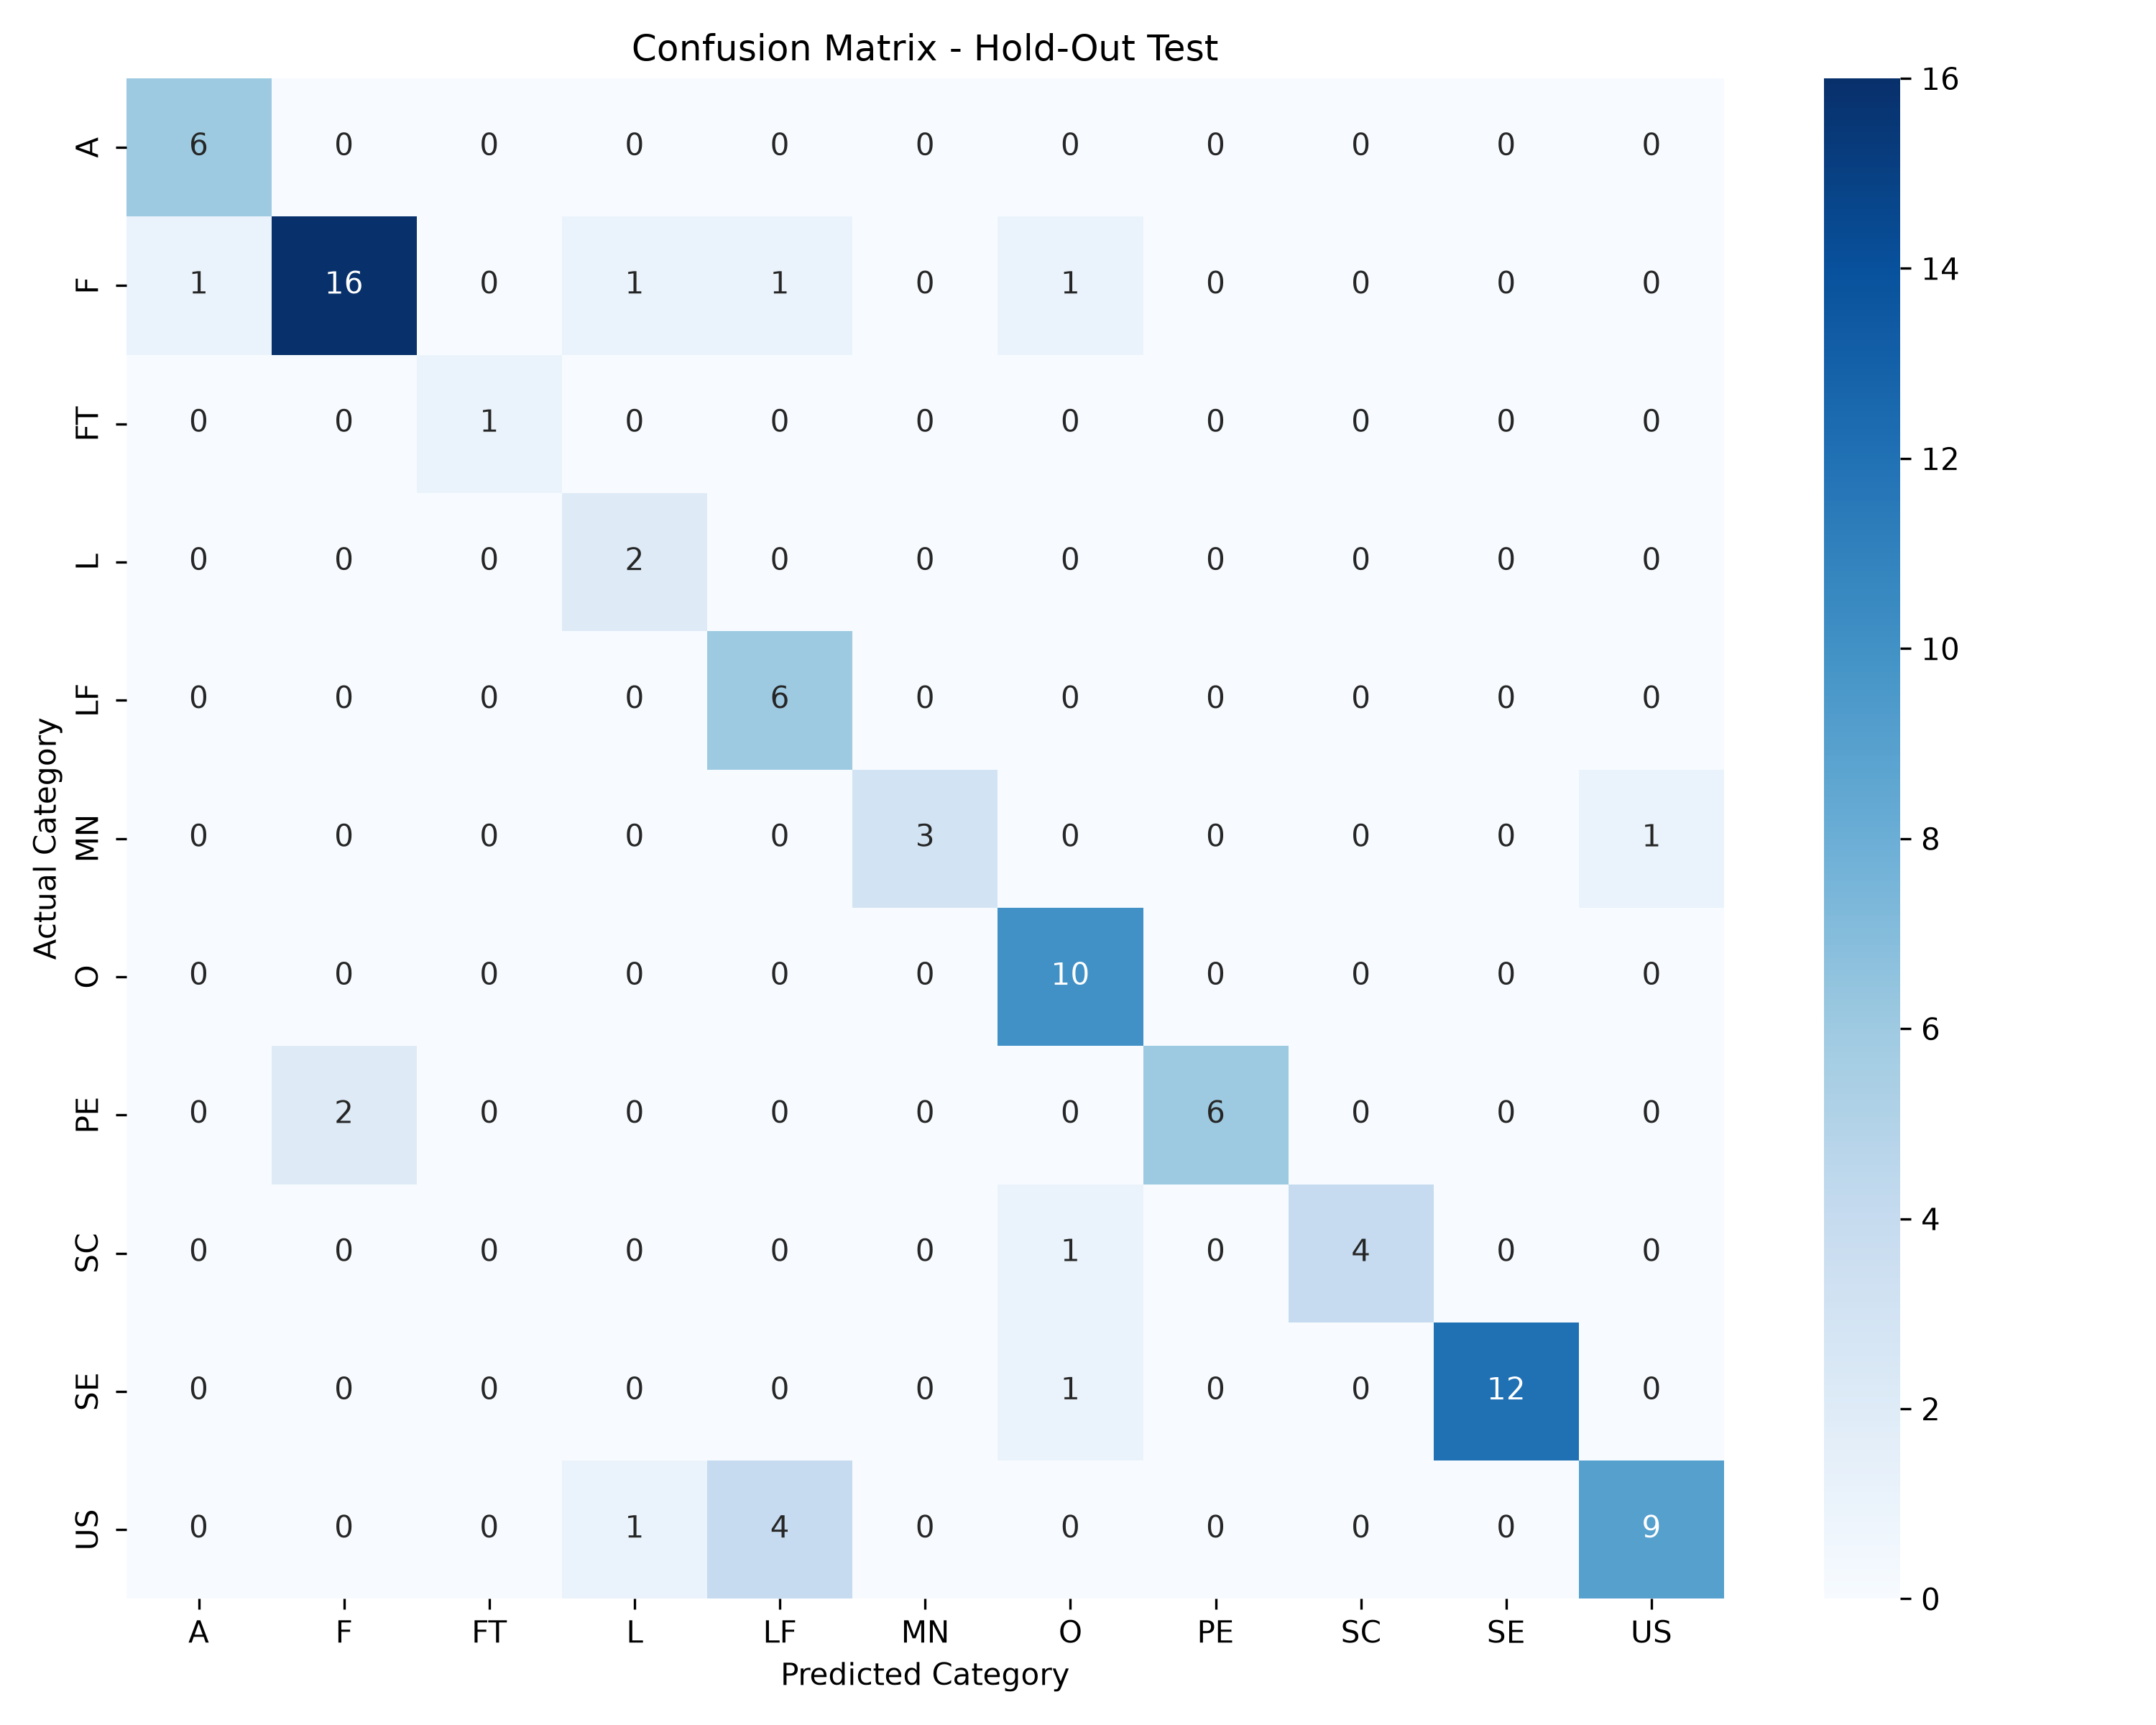 Confusion Matrix - Hold-Out Test
A 6 0 0 0 0 0 0 0 0 0 0
F 1 16 0 1 1 0 1 0 0 0 0
FT 0 0 1 0 0 0 0 0 0 0 0
L 0 0 0 2 0 0 0 0 0 0 0
LF 0 0 0 0 6 0 0 0 0 0 0
MN 0 0 0 0 0 3 0 0 0 0 1
O 0 0 0 0 0 0 10 0 0 0 0
PE 0 2 0 0 0 0 0 6 0 0 0
SC 0 0 0 0 0 0 1 0 4 0 0
SE 0 0 0 0 0 0 1 0 0 12 0
US 0 0 0 1 4 0 0 0 0 0 9
A F FT L LF MN O PE SC SE US
Predicted Category
Actual Category
16
14
12
10
8
6
4
2
0